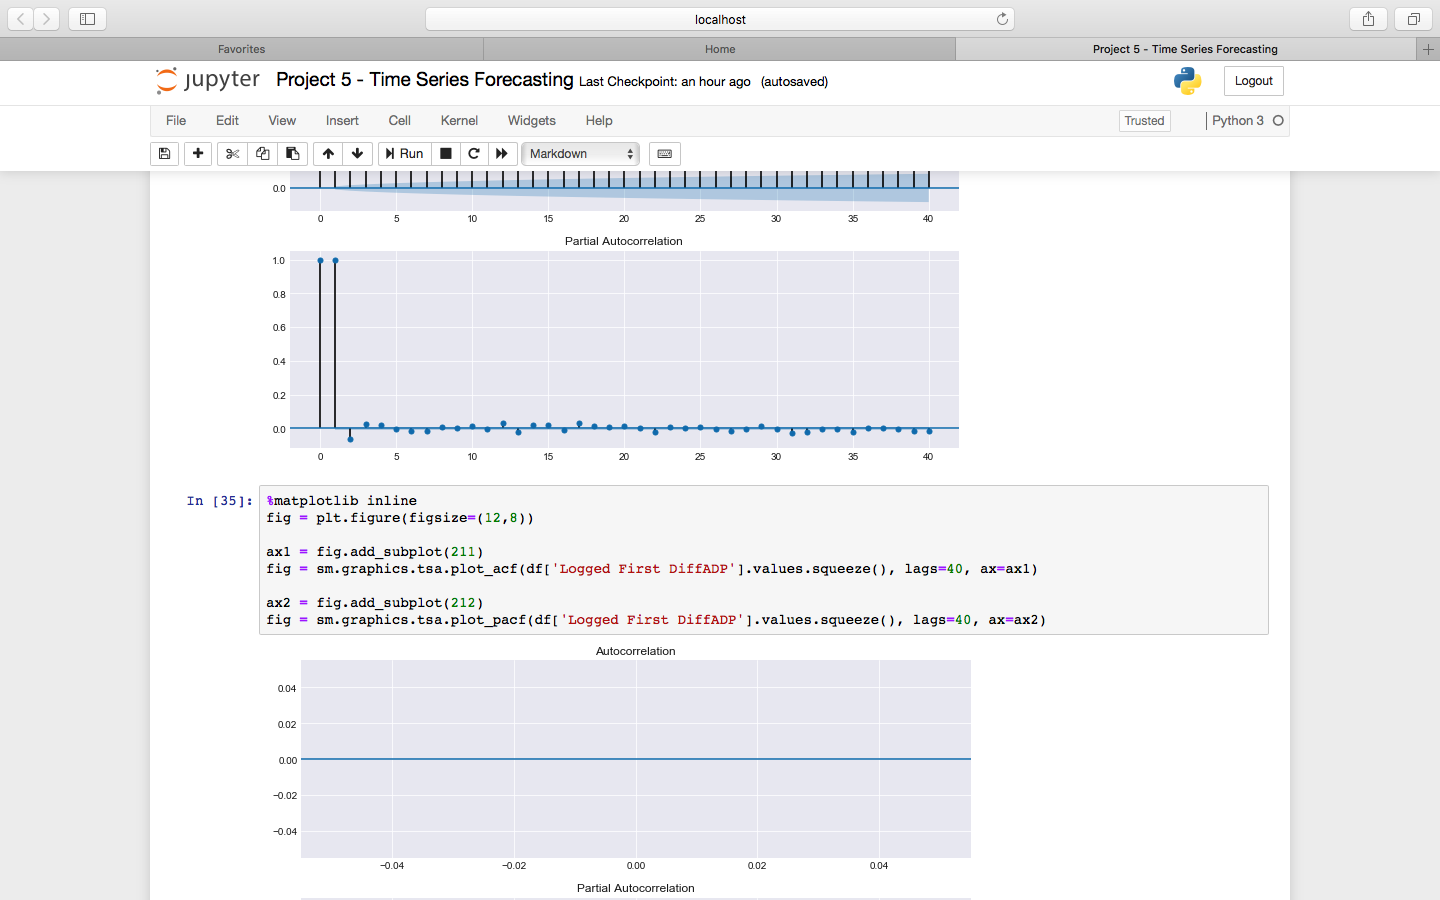 localhost
Favorites
Home
Project 5 - Time Series Forecasting
+
jupyter Project 5 - Time Series Forecasting Last Checkpoint: an hour ago (autosaved)
Logout
File Edit View Insert Cell Kernel Widgets Help
Trusted
Python 3
Run
Markdown
0.0
0 5 10 15 20 25 30 35 40
Partial Autocorrelation
1.0
0.8
0.6
0.4
0.2
0.0
0 5 10 15 20 25 30 35 40
In [35]:
%matplotlib inline
fig = plt.figure(figsize=(12,8))
ax1 = fig.add_subplot(211)
fig = sm.graphics.tsa.plot_acf(df['Logged First DiffADP'].values.squeeze(), lags=40, ax=ax1)
ax2 = fig.add_subplot(212)
fig = sm.graphics.tsa.plot_pacf(df['Logged First DiffADP'].values.squeeze(), lags=40, ax=ax2)
Autocorrelation
0.04
0.02
0.00
−0.02
−0.04
−0.04 −0.02 0.00 0.02 0.04
Partial Autocorrelation